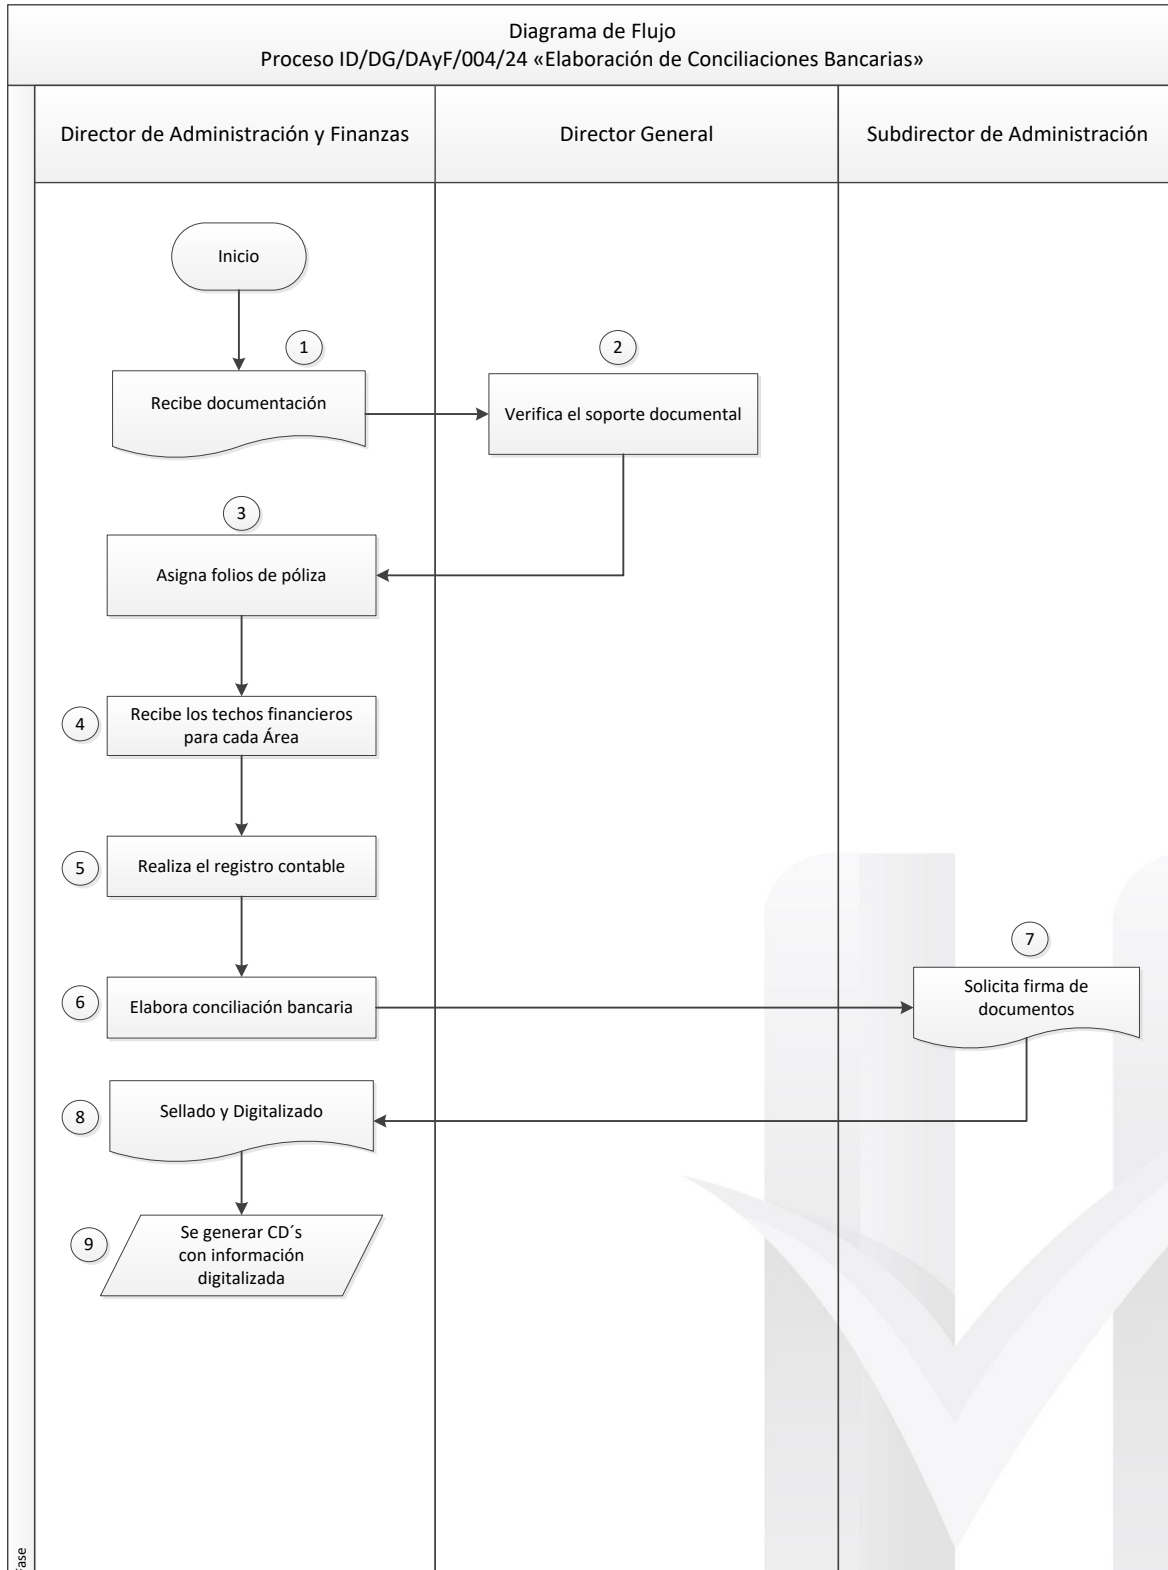 Diagrama de Flujo
Proceso ID/DG/DAyF/004/24 «Elaboración de Conciliaciones Bancarias»
Director de Administración y Finanzas
Director General
Subdirector de Administración
Inicio
1
Recibe documentación
2
Verifica el soporte documental
3
Asigna folios de póliza
4
Recibe los techos financieros
para cada Área
5
Realiza el registro contable
6
Elabora conciliación bancaria
7
Solicita firma de
documentos
8
Sellado y Digitalizado
9
Se generar CD´s
con información
digitalizada